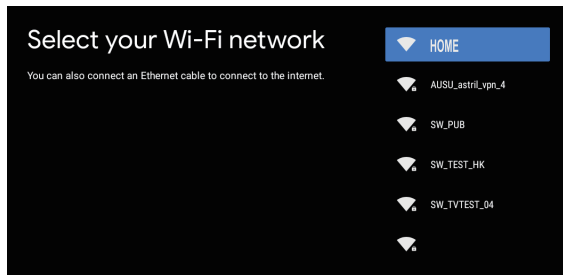 Select your Wi-Fi network
You can also connect an Ethernet cable to connect to the internet.
HOME
AUSU_astril_vpn_4
SW_PUB
SW_TEST_HK
SW_TVTEST_04